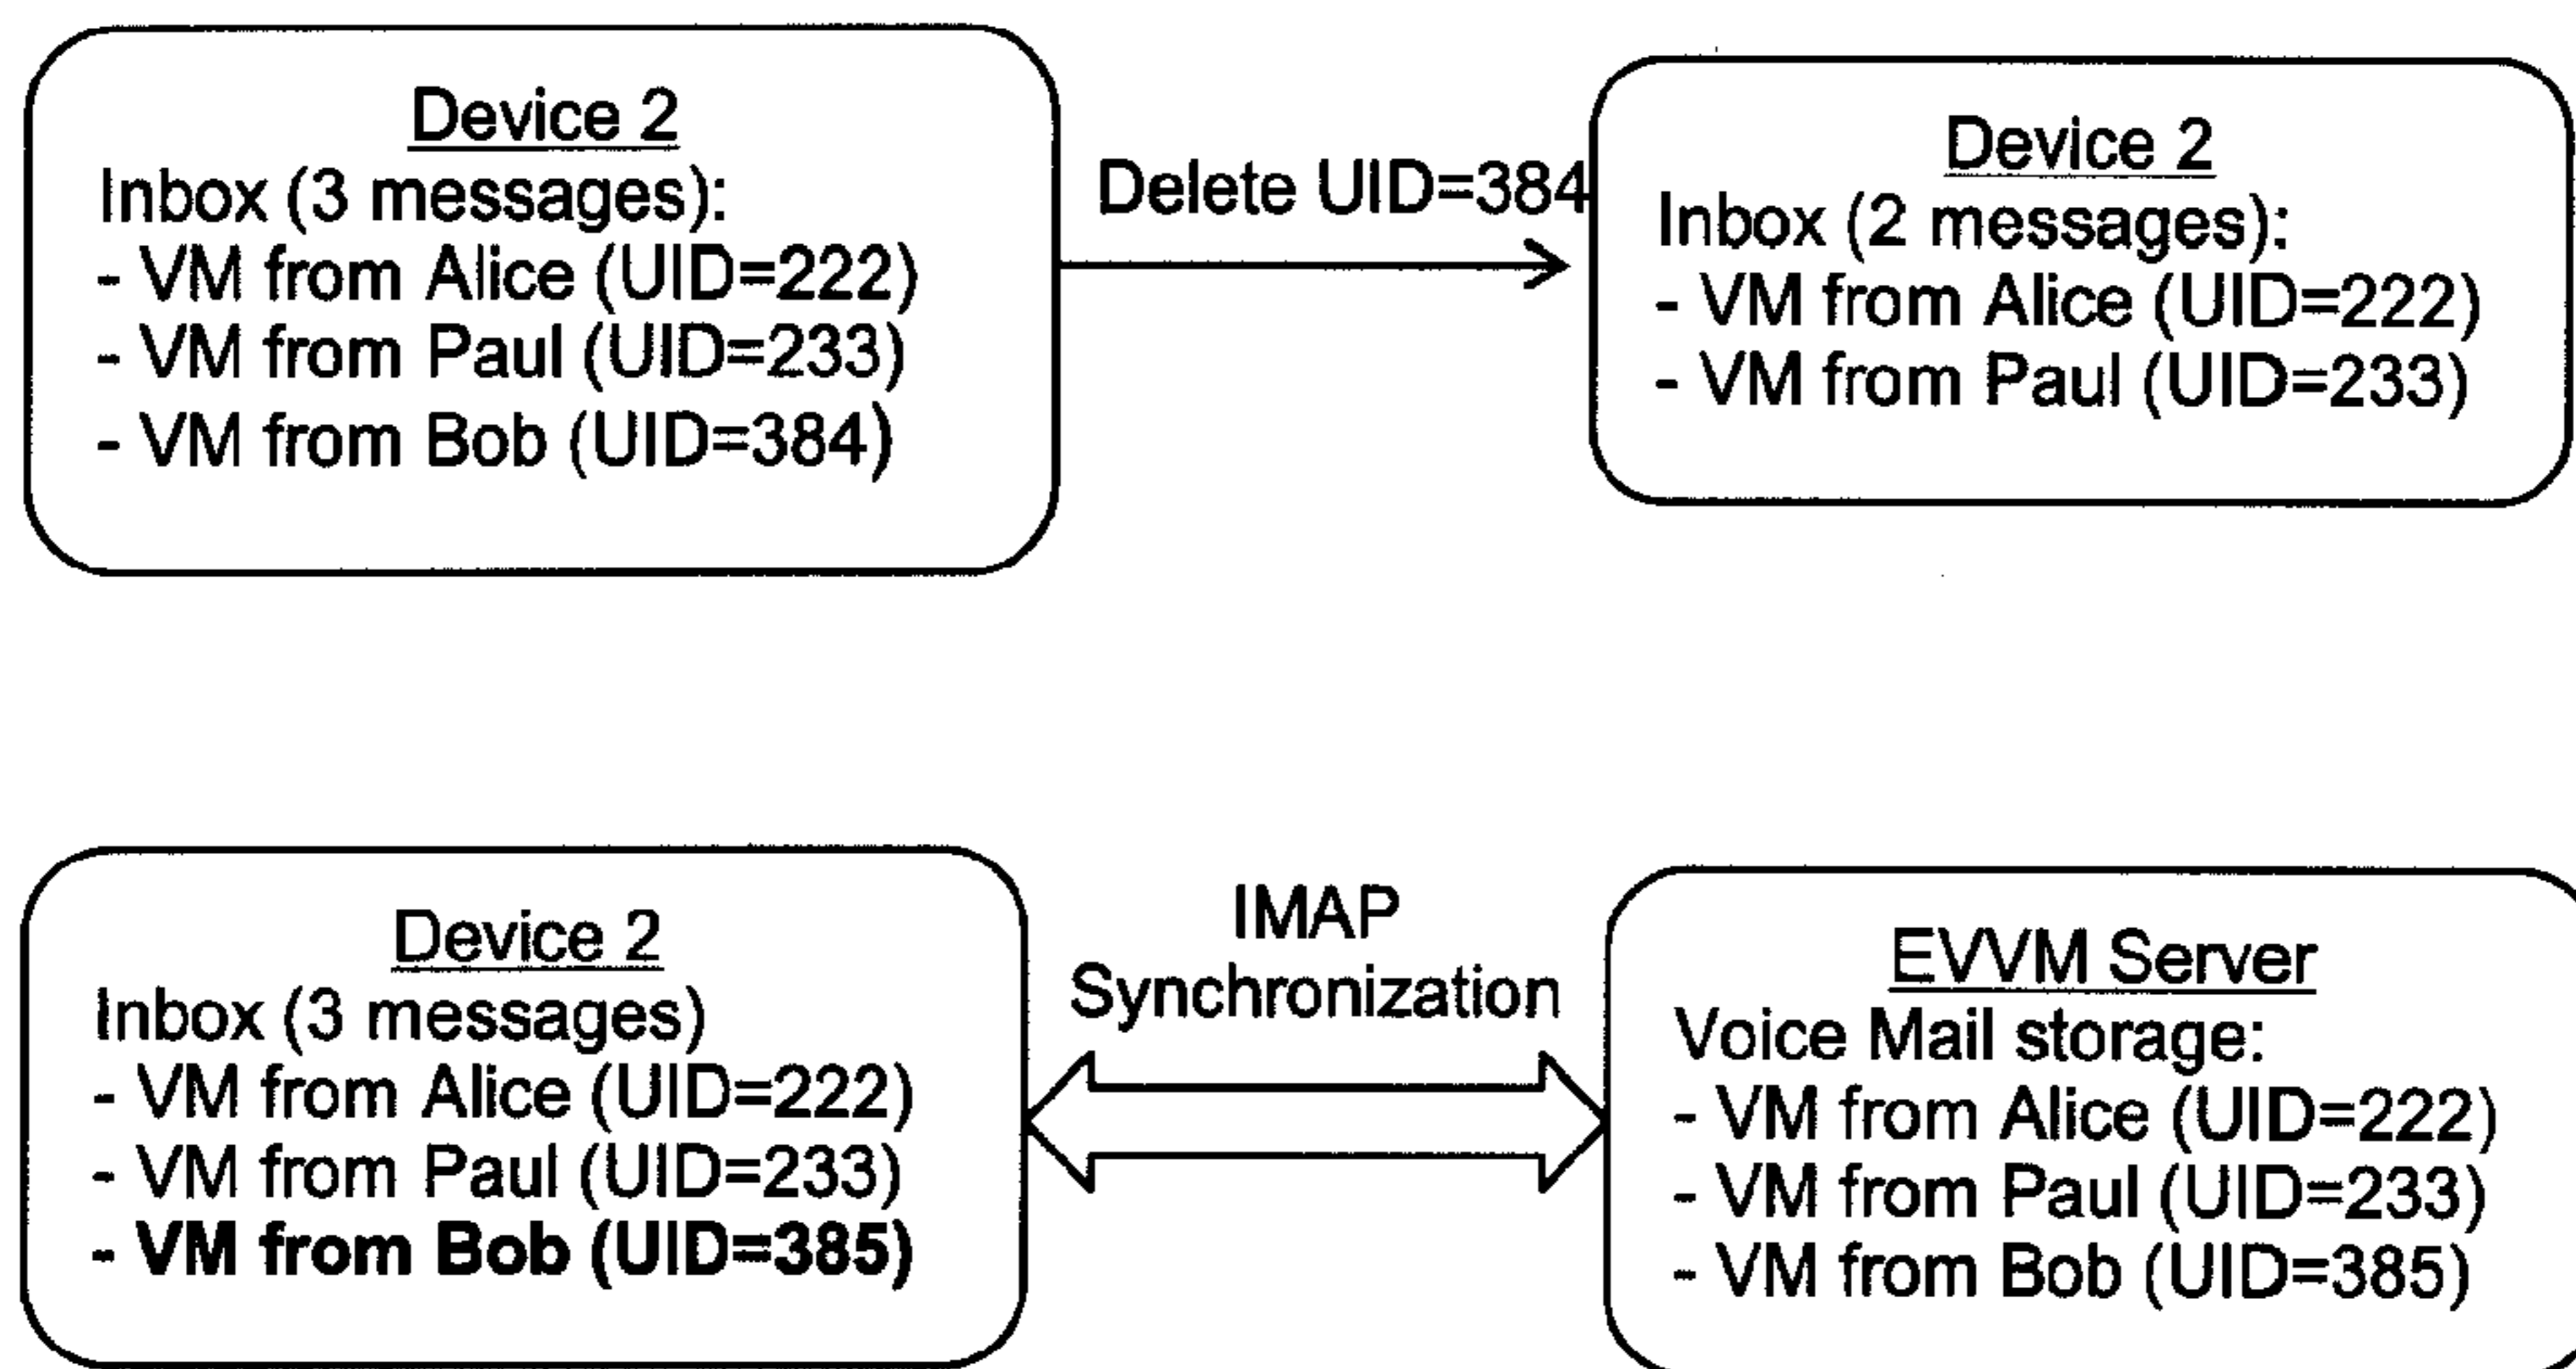 Device 2
Inbox (3 messages):
- VM from Alice (UID=222)
- VM from Paul (UID=233)
- VM from Bob (UID=384)
Delete UID=384
Device 2
Inbox (2 messages):
- VM from Alice (UID=222)
- VM from Paul (UID=233)
Device 2
Inbox (3 messages)
- VM from Alice (UID=222)
- VM from Paul (UID=233)
- VM from Bob (UID=385)
IMAP
Synchronization
EVVM Server
Voice Mail storage:
- VM from Alice (UID=222)
- VM from Paul (UID=233)
- VM from Bob (UID=385)